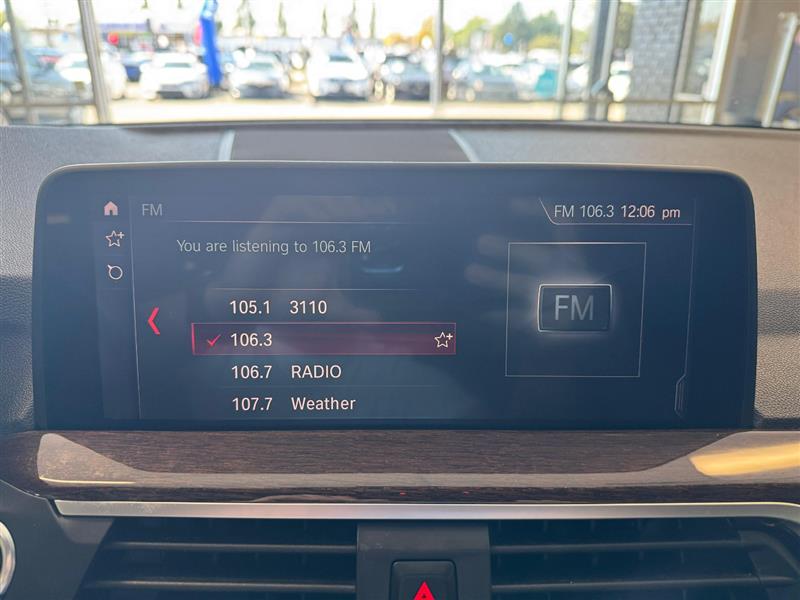 FM
FM 106.3 12:06 pm
You are listening to 106.3 FM
105.1 3110
106.3
FM
106.7 RADIO
107.7 Weather